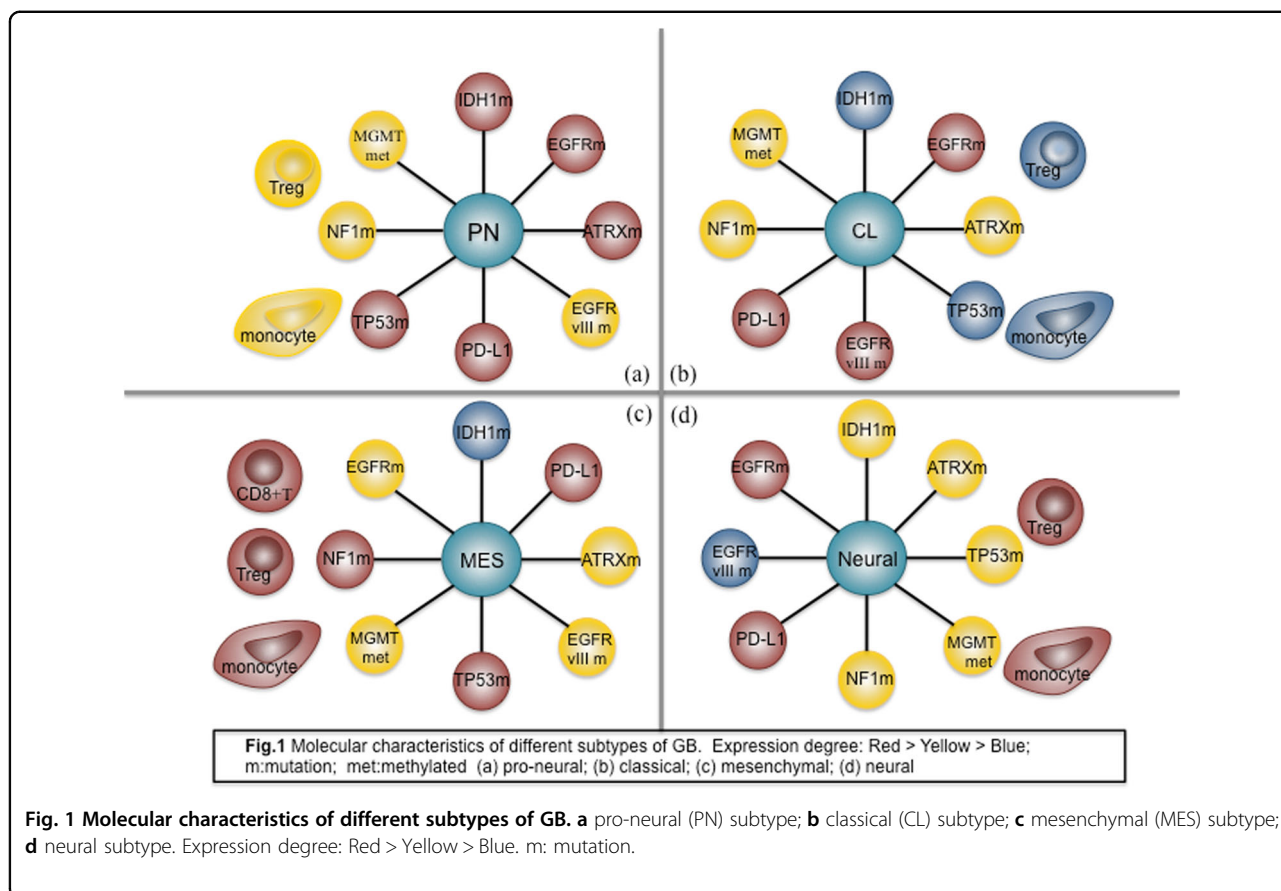 IDH1m
MGMT
met
EGFRm
Treg
NF1m
PN
ATRXm
monocyte
TP53m
EGFR
vIII m
PD-L1
(a)
IDH1m
MGMT
met
EGFRm
Treg
NF1m
CL
ATRXm
PD-L1
TP53m
EGFR
vIII m
monocyte
(b)
(c)
IDH1m
EGFRm
PD-L1
CD8+T
NF1m
MES
ATRXm
Treg
MGMT
met
EGFR
vIII m
monocyte
TP53m
(d)
IDH1m
EGFRm
ATRXm
Treg
EGFR
vIII m
Neural
TP53m
PD-L1
MGMT
met
NF1m
monocyte
Fig.1 Molecular characteristics of different subtypes of GB. Expression degree: Red > Yellow > Blue;
m:mutation; met:methylated (a) pro-neural; (b) classical; (c) mesenchymal; (d) neural
Fig. 1 Molecular characteristics of different subtypes of GB. a pro-neural (PN) subtype; b classical (CL) subtype; c mesenchymal (MES) subtype;
d neural subtype. Expression degree: Red > Yellow > Blue. m: mutation.